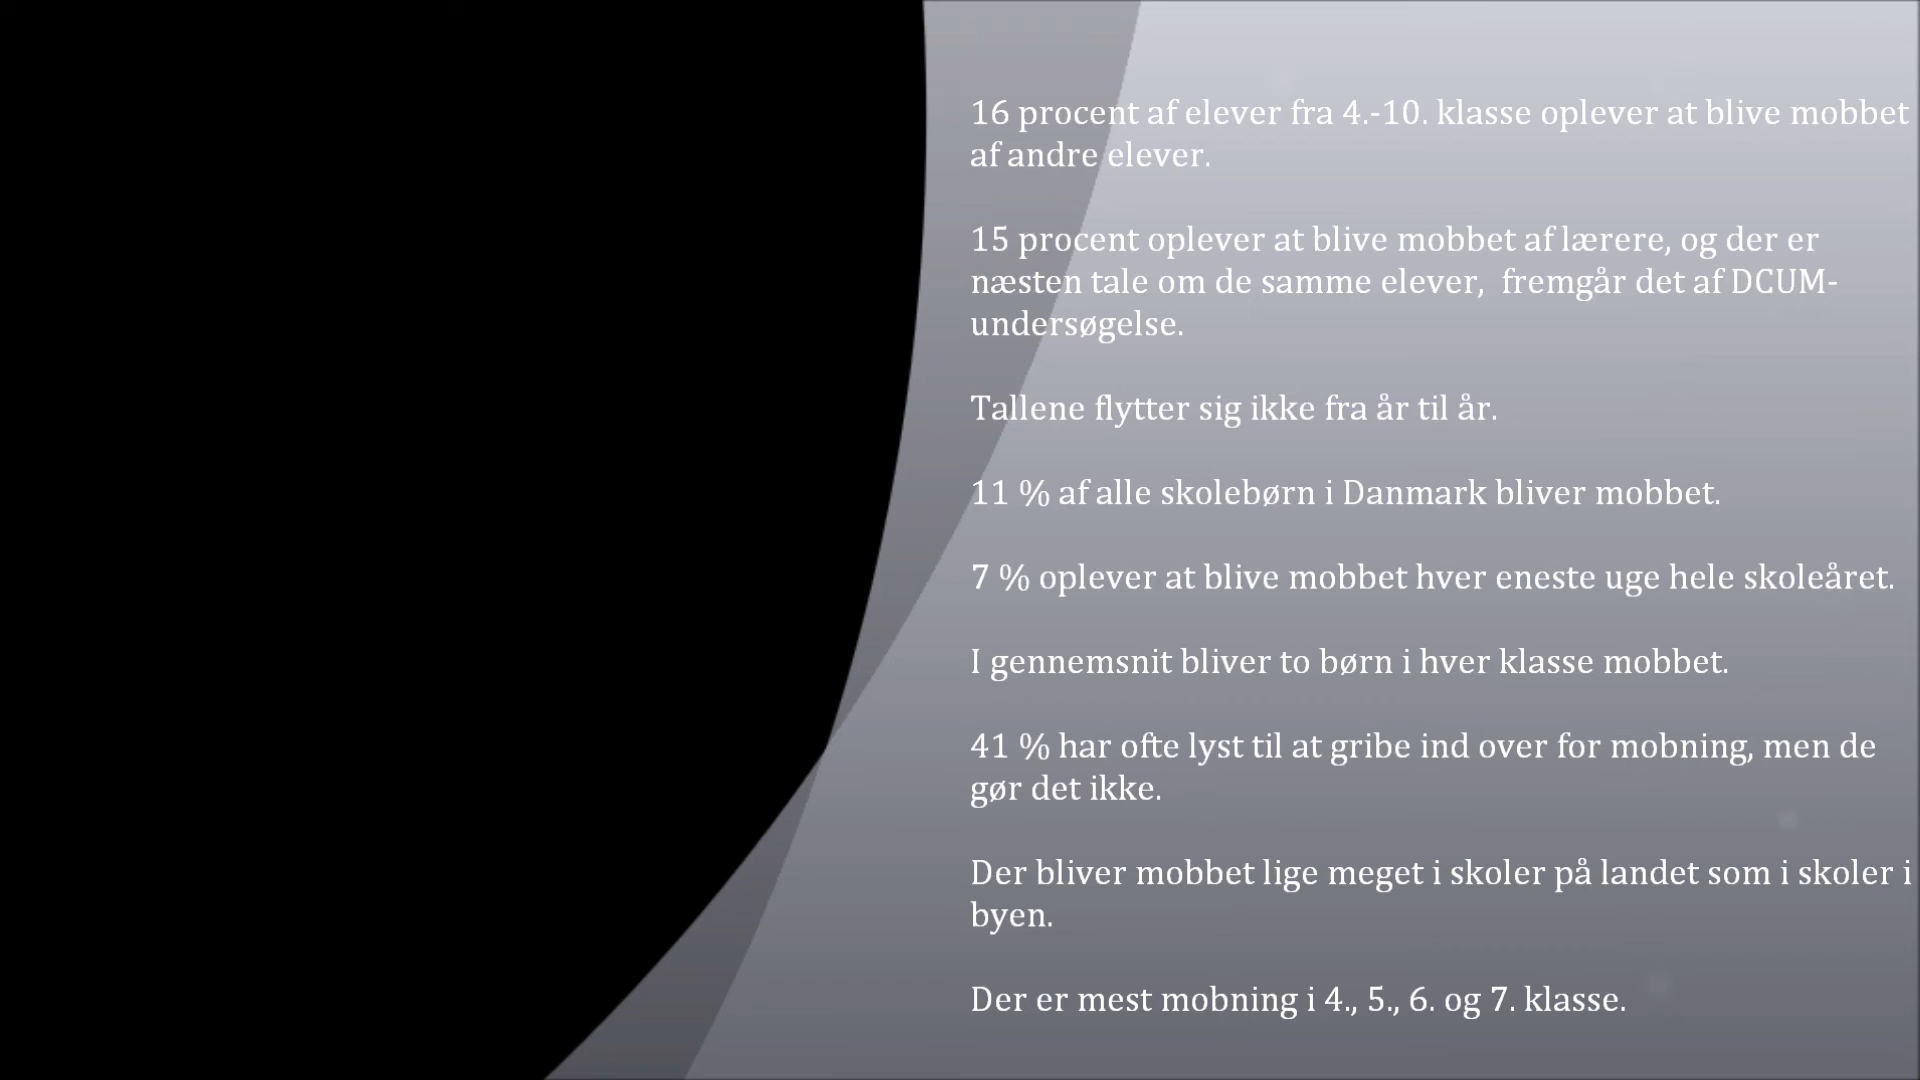 16 procent af elever fra 4.-10. klasse oplever at blive mobbet
af andre elever.
15 procent oplever at blive mobbet af lærere, og der er
næsten tale om de samme elever,  fremgår det af DCUM-
undersøgelse.
Tallene flytter sig ikke fra år til år.
11 % af alle skolebørn i Danmark bliver mobbet.
7 % oplever at blive mobbet hver eneste uge hele skoleåret.
I gennemsnit bliver to børn i hver klasse mobbet.
41 % har ofte lyst til at gribe ind over for mobning, men de
gør det ikke.
Der bliver mobbet lige meget i skoler på landet som i skoler i
byen.
Der er mest mobning i 4., 5., 6. og 7. klasse.